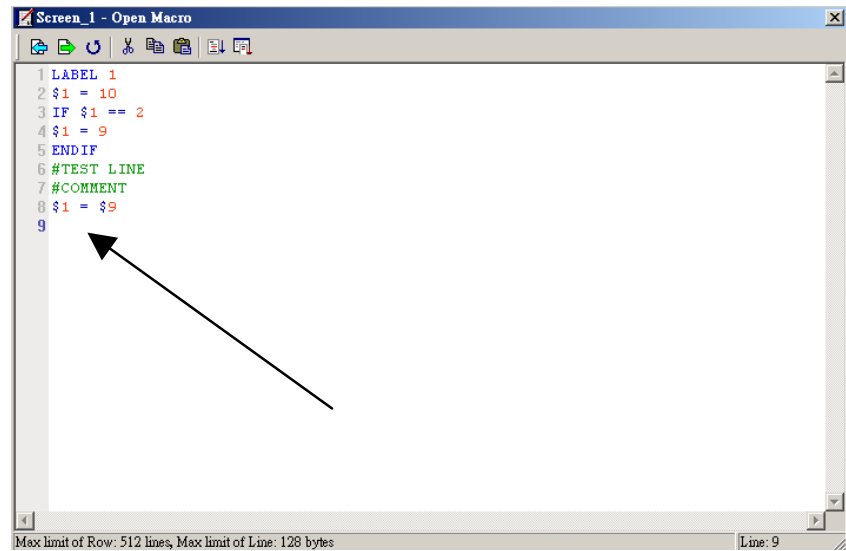 Screen_1 - Open Macro
1 LABEL 1
2 $1 = 10
3 IF $1 == 2
4 $1 = 9
5 ENDIF
6 #TEST LINE
7 #COMMENT
8 $1 = $9
9
Max limit of Row: 512 lines, Max limit of Line: 128 bytes
Line: 9